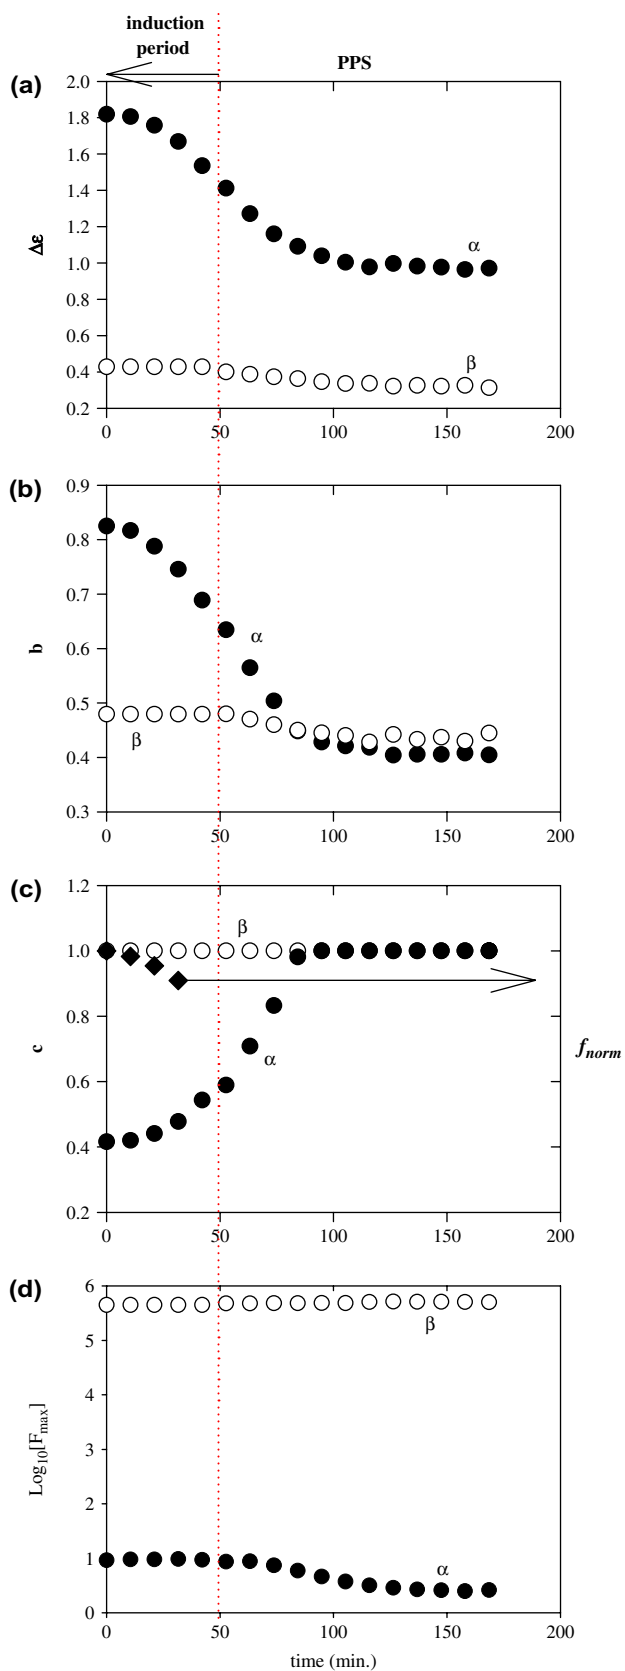 induction
period
PPS
(a)
2.0
1.8
1.6
1.4
1.2
1.0
0.8
0.6
0.4
0.2
Δε
α
β
0 50 100 150 200
(b)
0.9
0.8
0.7
0.6
0.5
0.4
0.3
b
α
β
0 50 100 150 200
(c)
1.2
1.0
0.8
0.6
0.4
0.2
c
β
α
f_norm
0 50 100 150 200
(d)
6
5
4
3
2
1
0
Log₁₀[F_max]
β
α
0 50 100 150 200
time (min.)